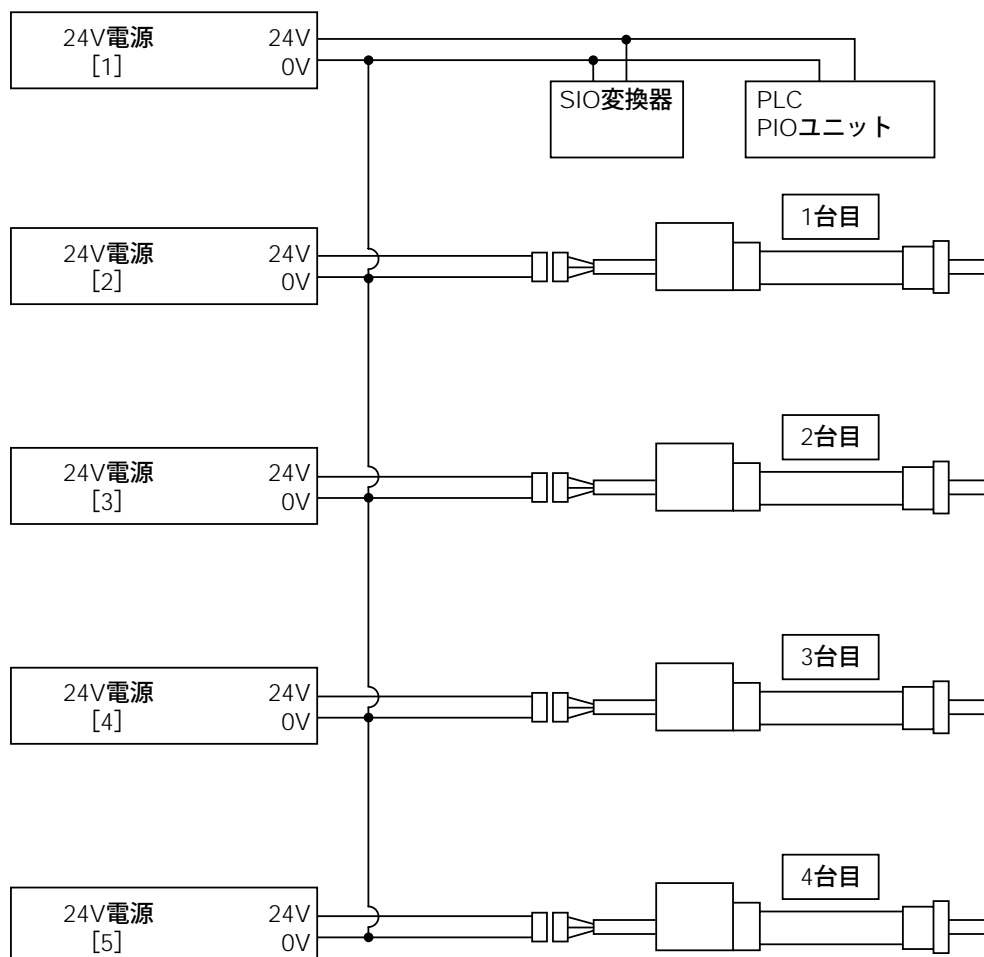 24V電源 24V
[1] 0V
SIO変換器
PLC
PIOユニット
1台目
24V電源 24V
[2] 0V
2台目
24V電源 24V
[3] 0V
3台目
24V電源 24V
[4] 0V
4台目
24V電源 24V
[5] 0V